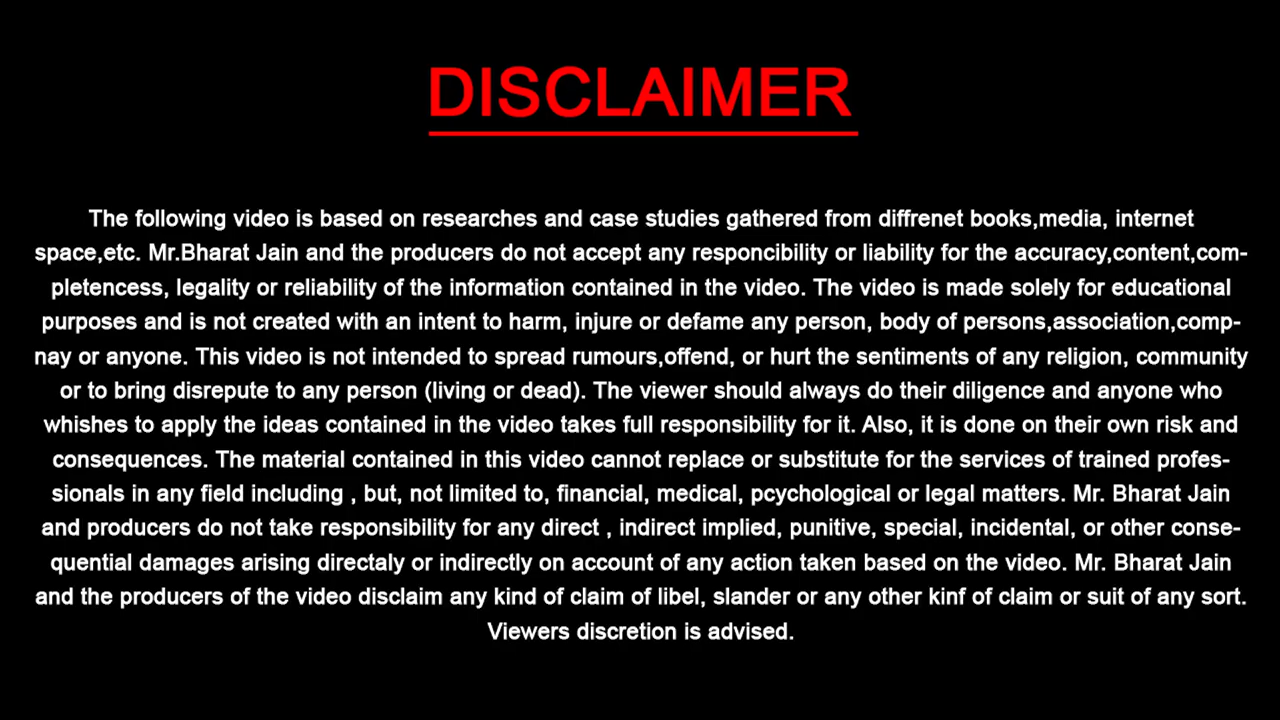 DISCLAIMER
The following video is based on researches and case studies gathered from diffrenet books,media, internet
space,etc. Mr.Bharat Jain and the producers do not accept any responcibility or liability for the accuracy,content,com-
pletencess, legality or reliability of the information contained in the video. The video is made solely for educational
purposes and is not created with an intent to harm, injure or defame any person, body of persons,association,comp-
nay or anyone. This video is not intended to spread rumours,offend, or hurt the sentiments of any religion, community
or to bring disrepute to any person (living or dead). The viewer should always do their diligence and anyone who
whishes to apply the ideas contained in the video takes full responsibility for it. Also, it is done on their own risk and
consequences. The material contained in this video cannot replace or substitute for the services of trained profes-
sionals in any field including , but, not limited to, financial, medical, pcychological or legal matters. Mr. Bharat Jain
and producers do not take responsibility for any direct , indirect implied, punitive, special, incidental, or other conse-
quential damages arising directaly or indirectly on account of any action taken based on the video. Mr. Bharat Jain
and the producers of the video disclaim any kind of claim of libel, slander or any other kinf of claim or suit of any sort.
Viewers discretion is advised.